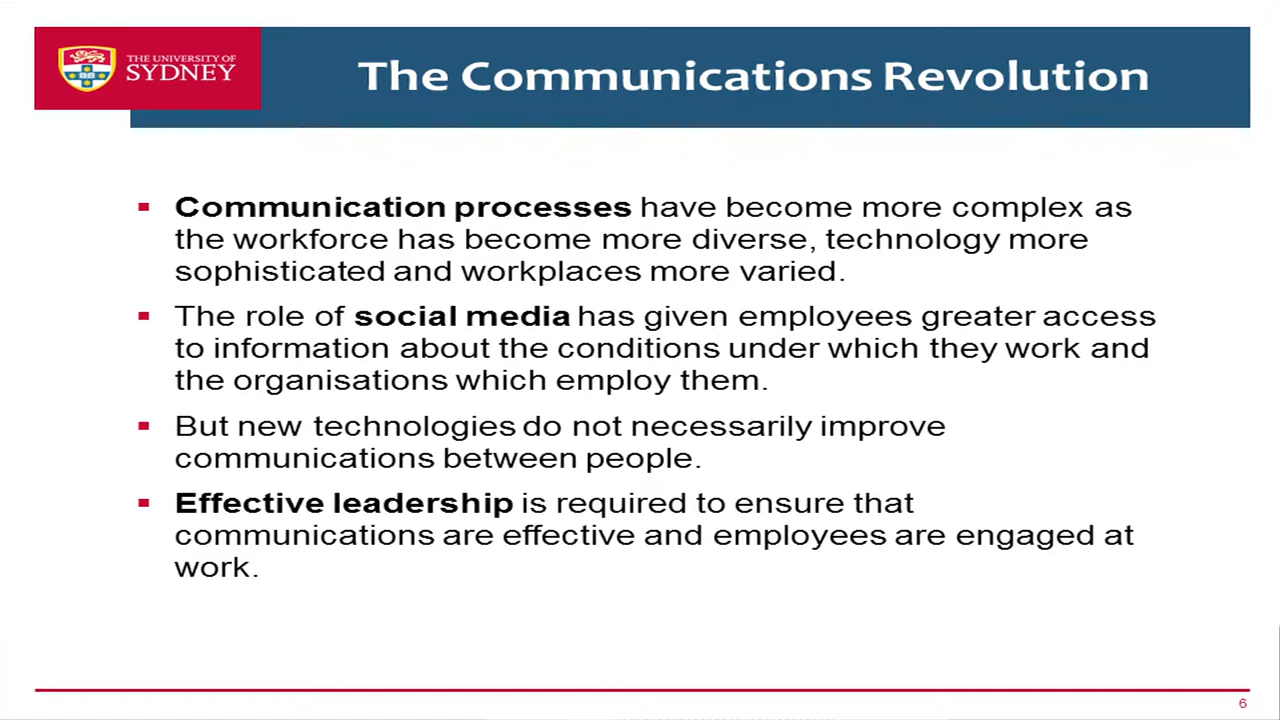 THE UNIVERSITY OF
SYDNEY
The Communications Revolution
Communication processes have become more complex as
the workforce has become more diverse, technology more
sophisticated and workplaces more varied.
The role of social media has given employees greater access
to information about the conditions under which they work and
the organisations which employ them.
But new technologies do not necessarily improve
communications between people.
Effective leadership is required to ensure that
communications are effective and employees are engaged at
work.
6